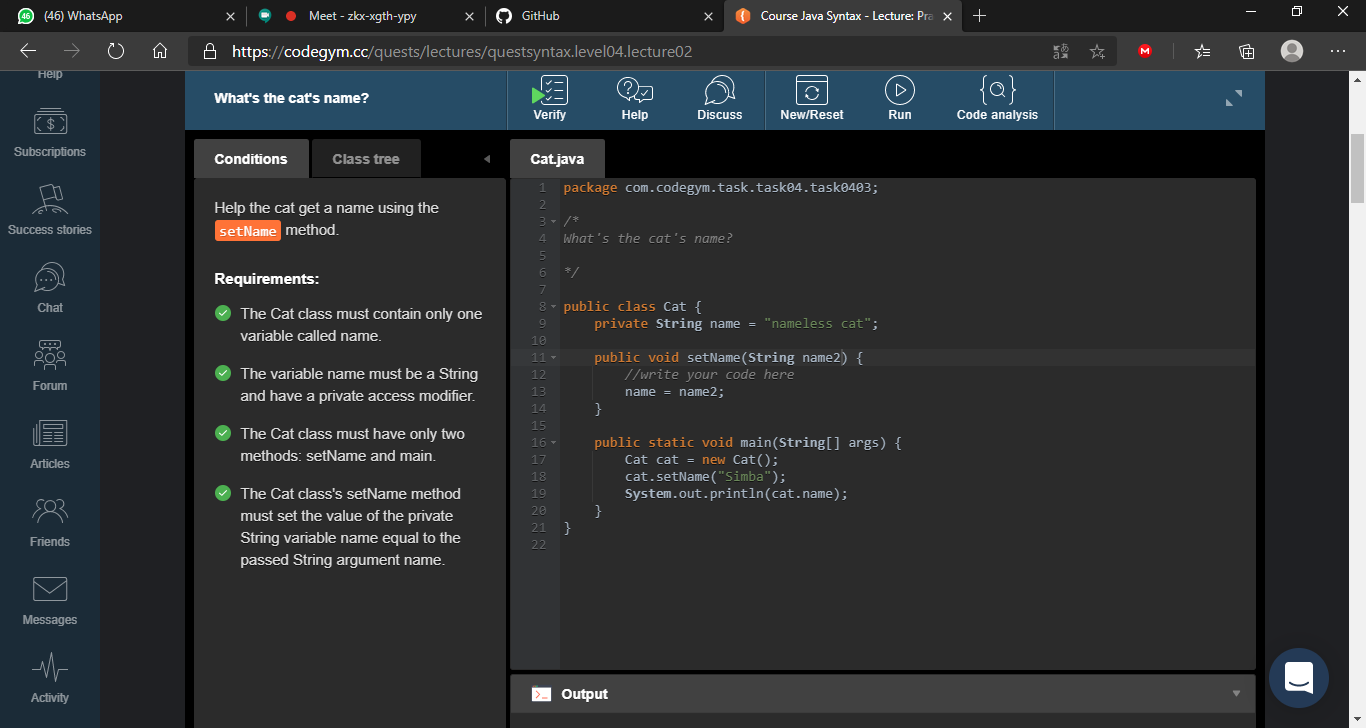 46
(46) WhatsApp
Meet - zkx-xgth-ypy
GitHub
Course Java Syntax - Lecture: Pra
https://codegym.cc/quests/lectures/questsyntax.level04.lecture02
M
Help
Subscriptions
Success stories
Chat
Forum
Articles
Friends
Messages
Activity
What's the cat's name?
Verify
Help
Discuss
New/Reset
Run
Code analysis
Conditions
Class tree
Help the cat get a name using the
setName method.
Requirements:
The Cat class must contain only one
variable called name.
The variable name must be a String
and have a private access modifier.
The Cat class must have only two
methods: setName and main.
The Cat class's setName method
must set the value of the private
String variable name equal to the
passed String argument name.
Cat.java
1 package com.codegym.task.task04.task0403;
2
3 /*
4 What's the cat's name?
5
6 */
7
8 public class Cat {
9 private String name = "nameless cat";
10
11 public void setName(String name2) {
12 //write your code here
13 name = name2;
14 }
15
16 public static void main(String[] args) {
17 Cat cat = new Cat();
18 cat.setName("Simba");
19 System.out.println(cat.name);
20 }
21 }
22
Output